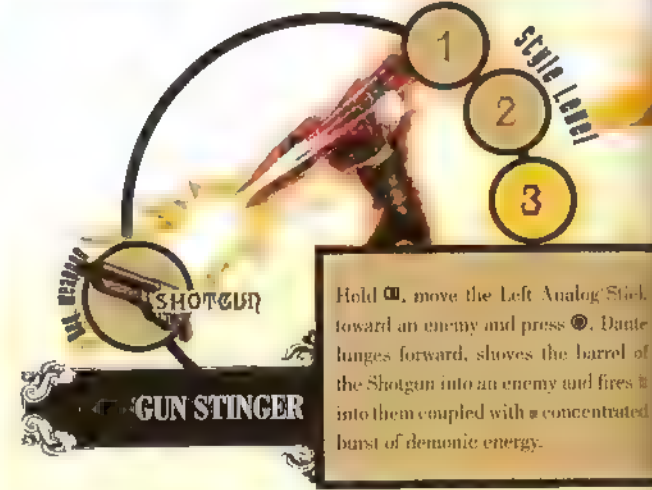 1
Style Level
2
3
SHOTGUN
GUN STINGER
Hold, move the Left Analog Stick
toward an enemy and press. Dante
lunges forward, shoves the barrel of
the Shotgun into an enemy and fires
into them coupled with concentrated
burst of demonic energy.